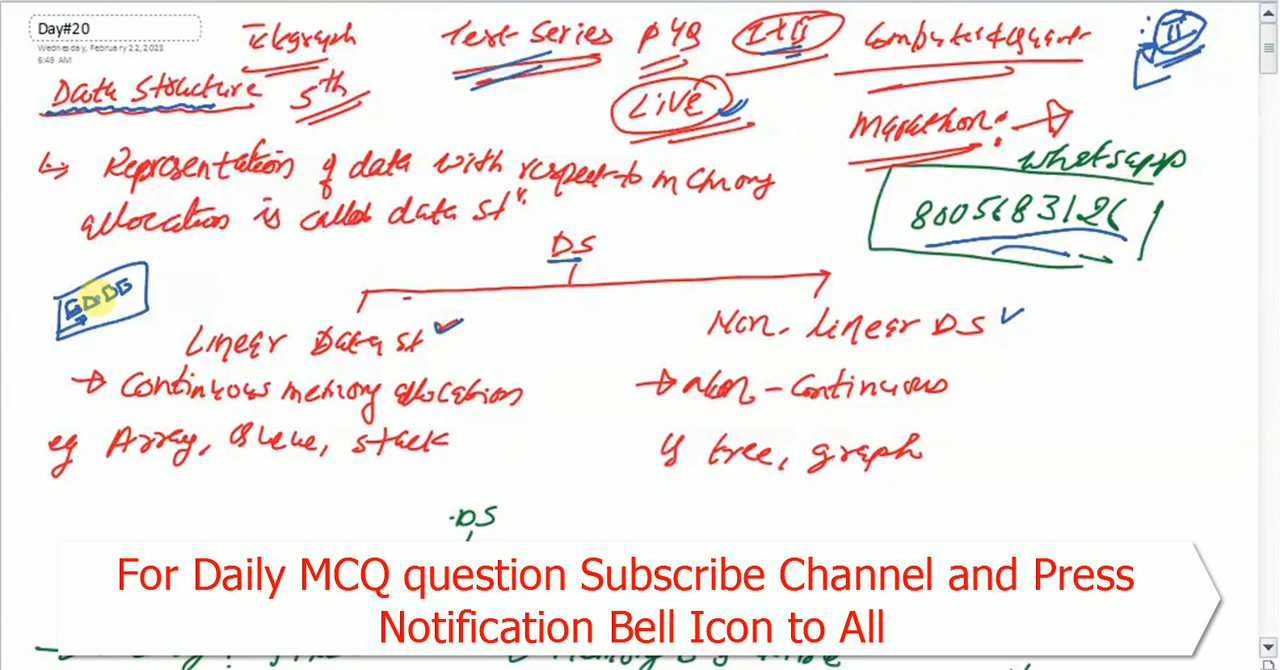 Day#20
Wednesday, February 22, 2023
6:49 AM
Telegraph Test Series PYQ Computer
Data Structure 5th LIVE Marathon:
Representation of data with respect to memory
allocation is called data st
whatsapp
8005683126
DS
Linear Data st Non-linear DS
Continuous memory allocation Non-Continuous
eg Array, Queue, stack tree, graph
DS
For Daily MCQ question Subscribe Channel and Press
Notification Bell Icon to All